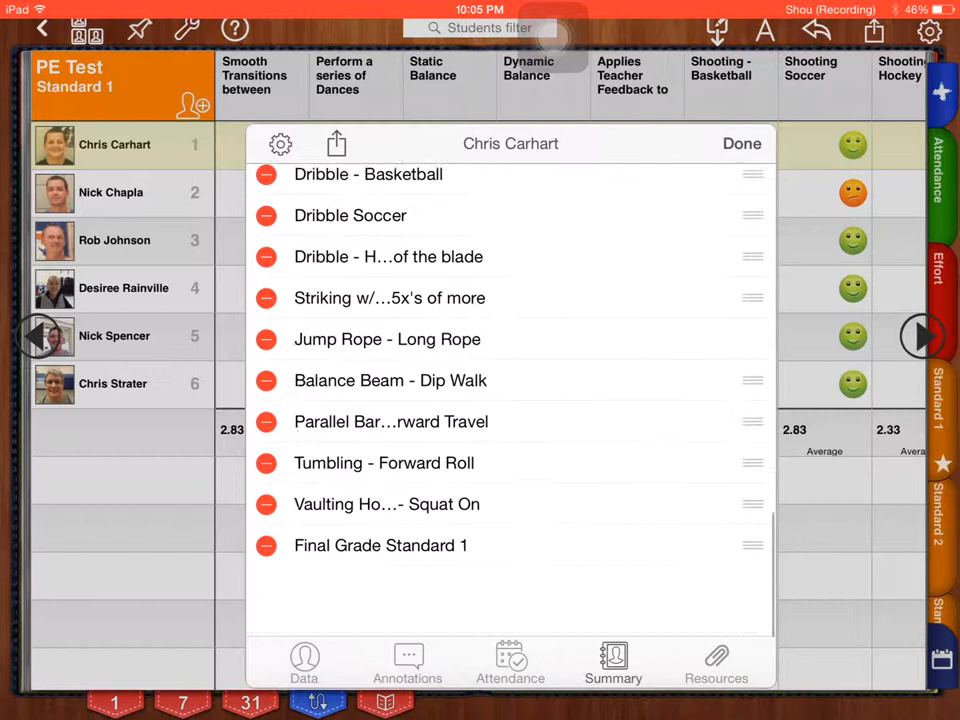 iPad
10:05 PM
Shou (Recording)
46%
Students filter
PE Test
Standard 1
Smooth
Transitions
between
Perform a
series of
Dances
Static
Balance
Dynamic
Balance
Applies
Teacher
Feedback to
Shooting -
Basketball
Shooting
Soccer
Shooting
Hockey
Chris Carhart 1
Nick Chapla 2
Rob Johnson 3
Desiree Rainville 4
Nick Spencer 5
Chris Strater 6
Chris Carhart
Done
Dribble - Basketball
Dribble Soccer
Dribble - H...of the blade
Striking w/...5x's of more
Jump Rope - Long Rope
Balance Beam - Dip Walk
Parallel Bar...rward Travel
Tumbling - Forward Roll
Vaulting Ho...- Squat On
Final Grade Standard 1
2.83
2.83
Average
2.33
Avera
Data
Annotations
Attendance
Summary
Resources
Attendance
Effort
Standard 1
Standard 2
Stan
1
7
31